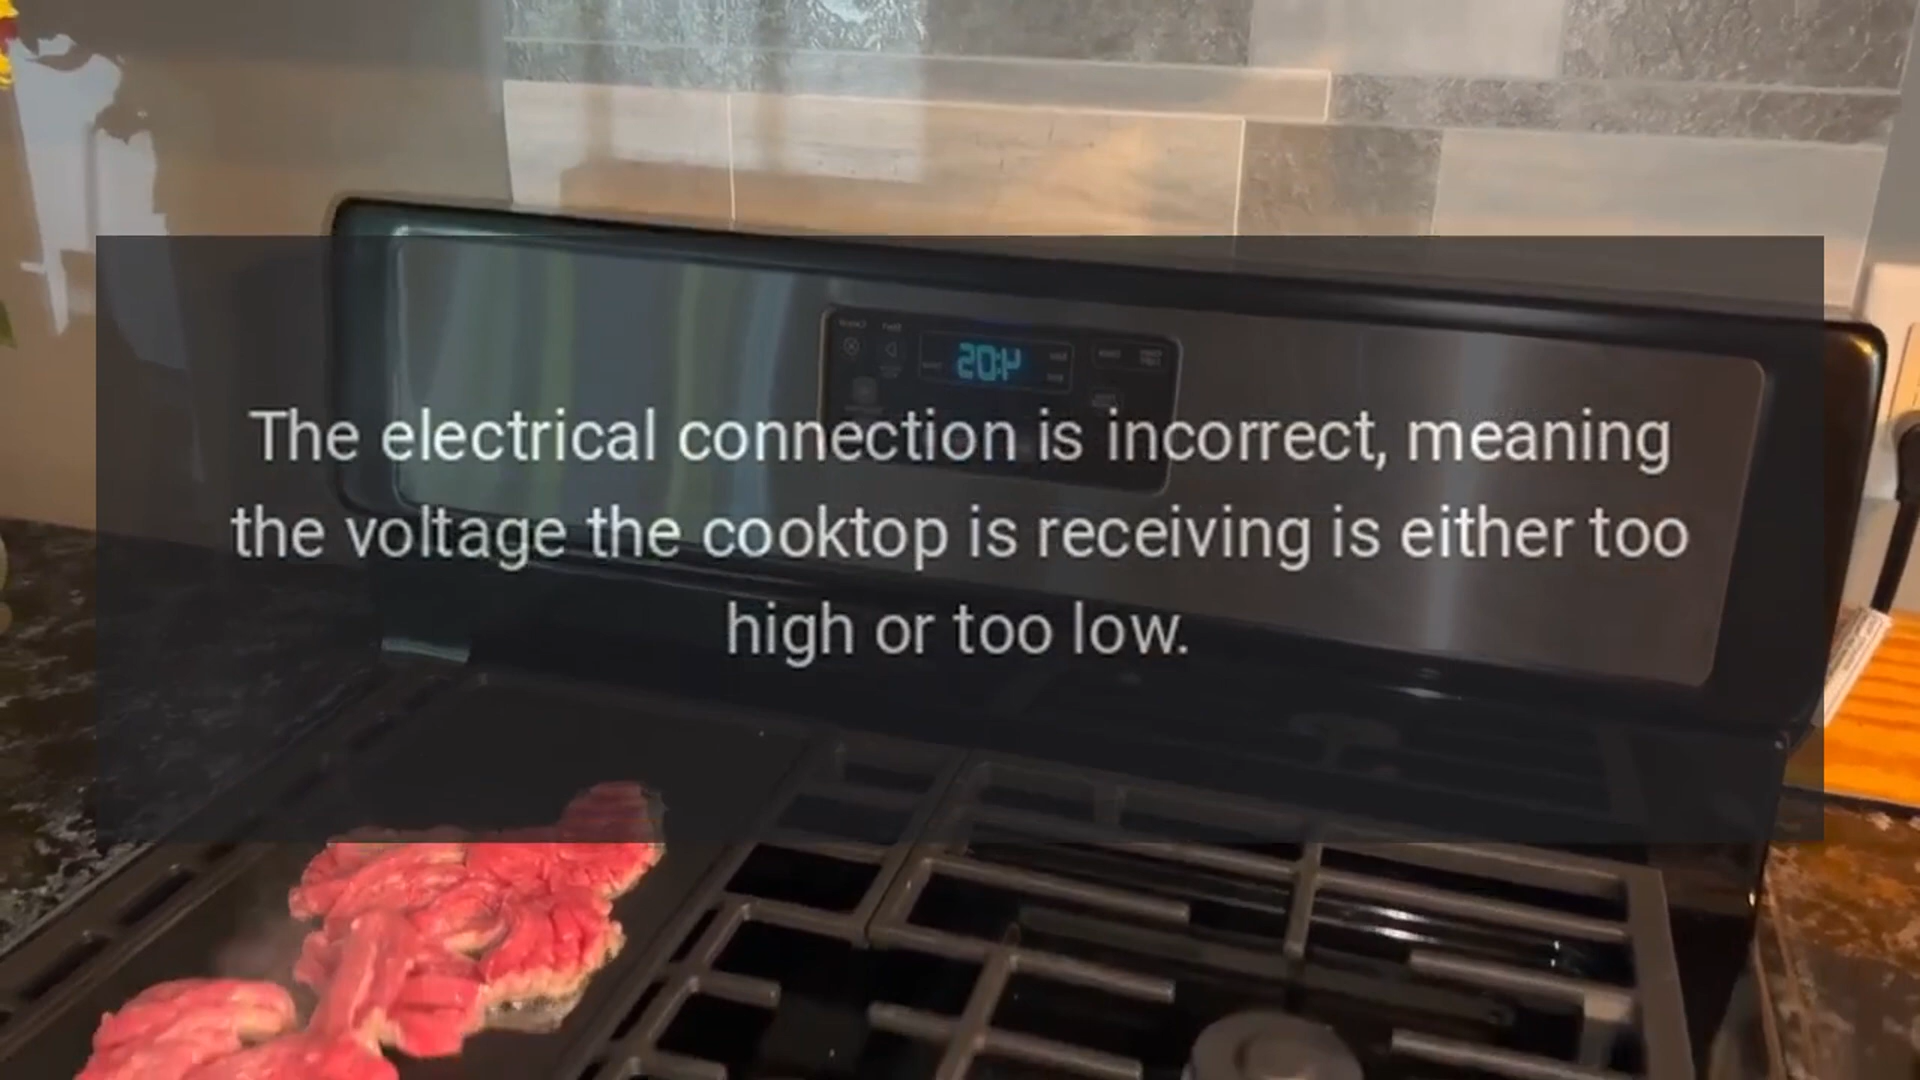 The electrical connection is incorrect, meaning
the voltage the cooktop is receiving is either too
high or too low.